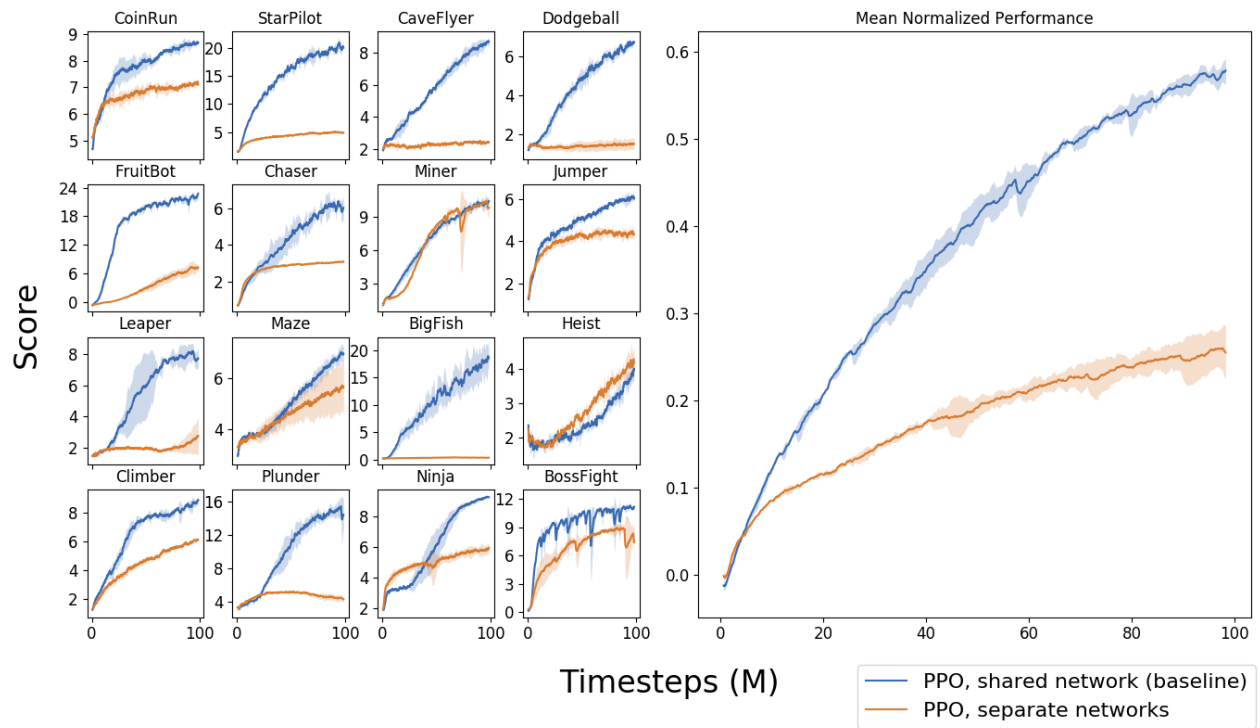 CoinRun StarPilot CaveFlyer Dodgeball Mean Normalized Performance
9 8 7 6 5
20 15 10 5
8 6 4 2
6 4 2
0.6 0.5 0.4 0.3 0.2 0.1 0.0
FruitBot Chaser Miner Jumper
24 18 12 6 0
6 4 2
9 6 3
6 4 2
Score
Leaper Maze BigFish Heist
8 6 4 2
6 4
20 15 10 5 0
4 3 2
Climber Plunder Ninja BossFight
8 6 4 2
16 12 8 4
8 6 4 2
12 9 6 3 0
0 100 0 100 0 100 0 100 0 20 40 60 80 100
Timesteps (M)
PPO, shared network (baseline)
PPO, separate networks